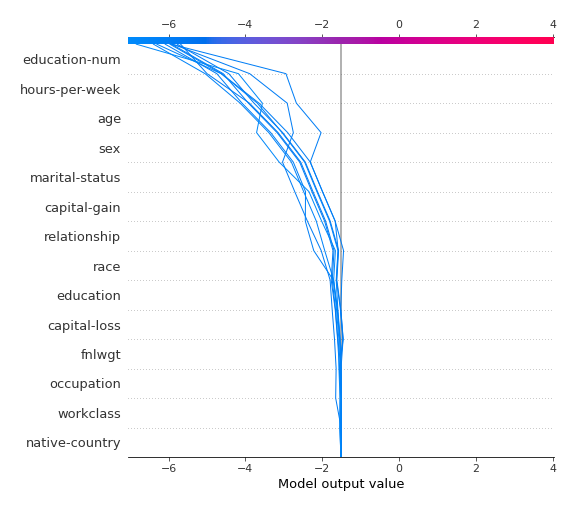 −6 −4 −2 0 2 4
education-num
hours-per-week
age
sex
marital-status
capital-gain
relationship
race
education
capital-loss
fnlwgt
occupation
workclass
native-country
−6 −4 −2 0 2 4
Model output value